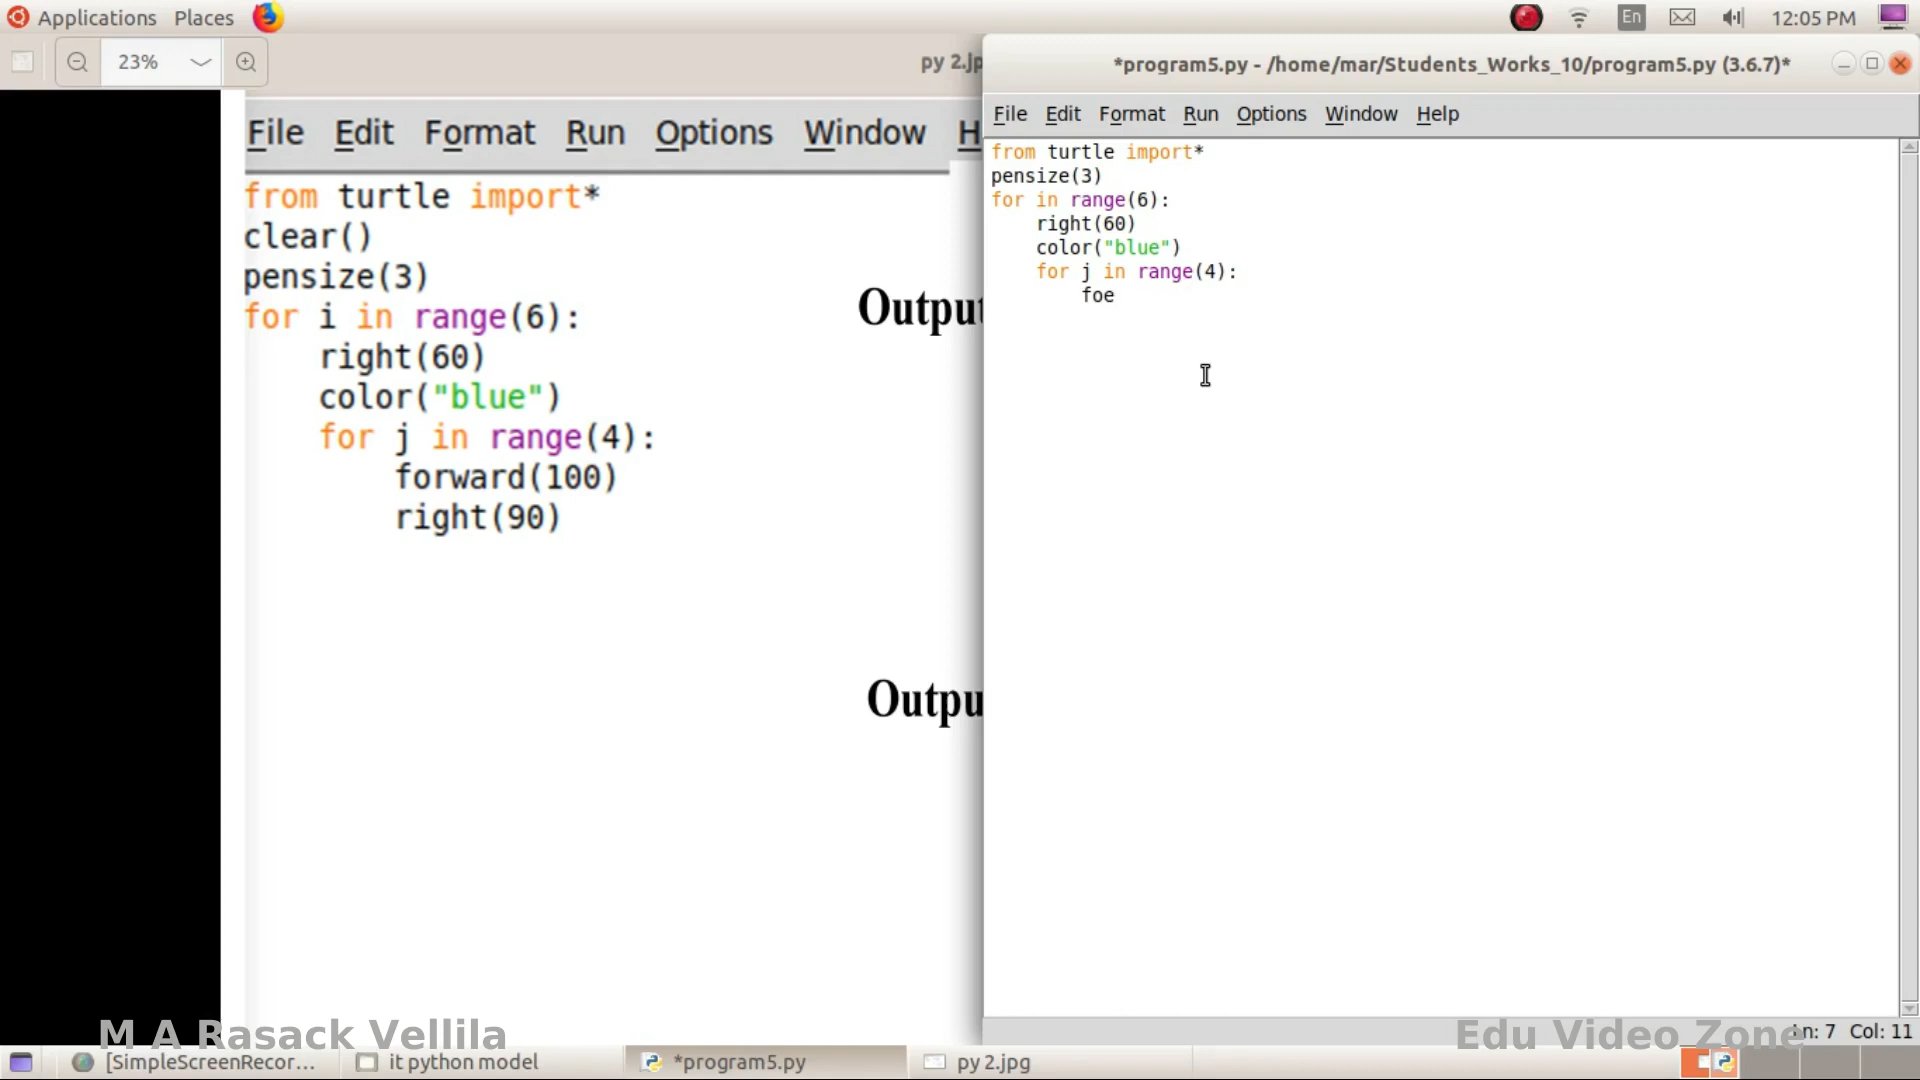 Applications Places En 12:05 PM
23% py 2.jp
File Edit Format Run Options Window H
from turtle import*
clear()
pensize(3)
for i in range(6):
    right(60)
    color("blue")
    for j in range(4):
        forward(100)
        right(90)
Output
Outpu
*program5.py - /home/mar/Students_Works_10/program5.py (3.6.7)*
File Edit Format Run Options Window Help
from turtle import*
pensize(3)
for in range(6):
    right(60)
    color("blue")
    for j in range(4):
        foe
M A Rasack Vellila
Edu Video Zone
Ln: 7 Col: 11
[SimpleScreenRecor... it python model *program5.py py 2.jpg